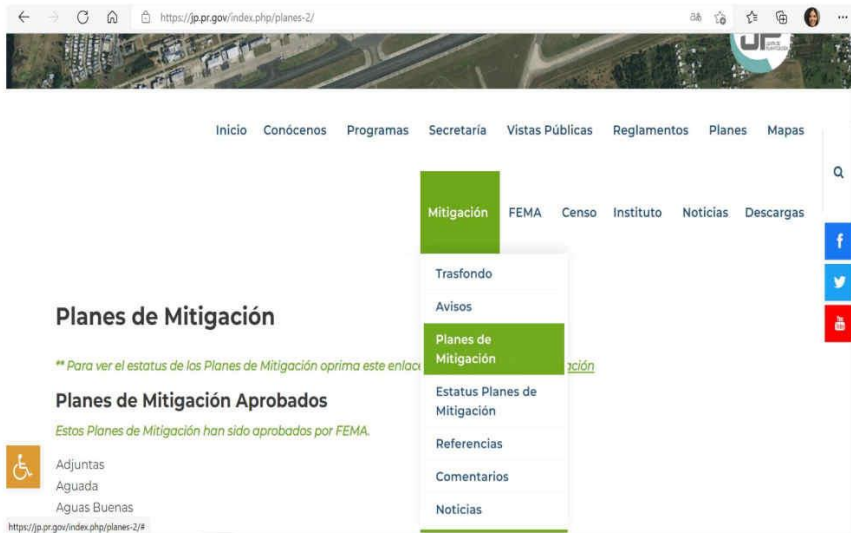 https://jp.pr.gov/index.php/planes-2/
Inicio Conócenos Programas Secretaría Vistas Públicas Reglamentos Planes Mapas
Mitigación FEMA Censo Instituto Noticias Descargas
Trasfondo
Avisos
Planes de
Mitigación
Estatus Planes de
Mitigación
Referencias
Comentarios
Noticias
Planes de Mitigación
** Para ver el estatus de los Planes de Mitigación oprima este
Planes de Mitigación Aprobados
Estos Planes de Mitigación han sido aprobados por FEMA.
Adjuntas
Aguada
Aguas Buenas
https://jp.pr.gov/index.php/planes-2/#